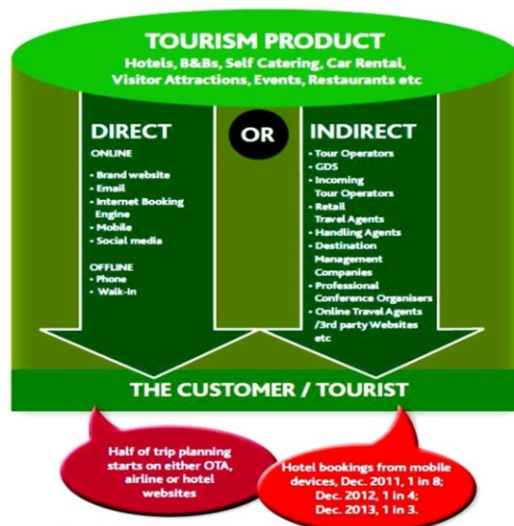 TOURISM PRODUCT
Hotels, B&Bs, Self Catering, Car Rental,
Visitor Attractions, Events, Restaurants etc
DIRECT
ONLINE
• Brand website
• Email
• Internet Booking
Engine
• Mobile
• Social media
OFFLINE
• Phone
• Walk-in
OR
INDIRECT
• Tour Operators
• GDS
• Incoming
Tour Operators
• Retail
Travel Agents
• Handling Agents
• Destination
Management
Companies
• Professional
Conference Organisers
• Online Travel Agents
/3rd party Websites
etc
THE CUSTOMER / TOURIST
Half of trip planning
starts on either OTA,
airline or hotel
websites
Hotel bookings from mobile
devices, Dec. 2011, 1 in 8;
Dec. 2012, 1 in 4;
Dec. 2013, 1 in 3.